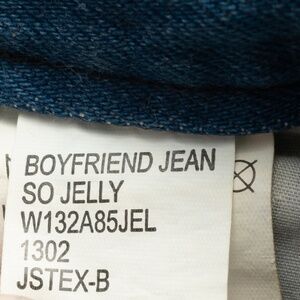 BOYFRIEND JEAN
SO JELLY
W132A85JEL
1302
JSTEX-B